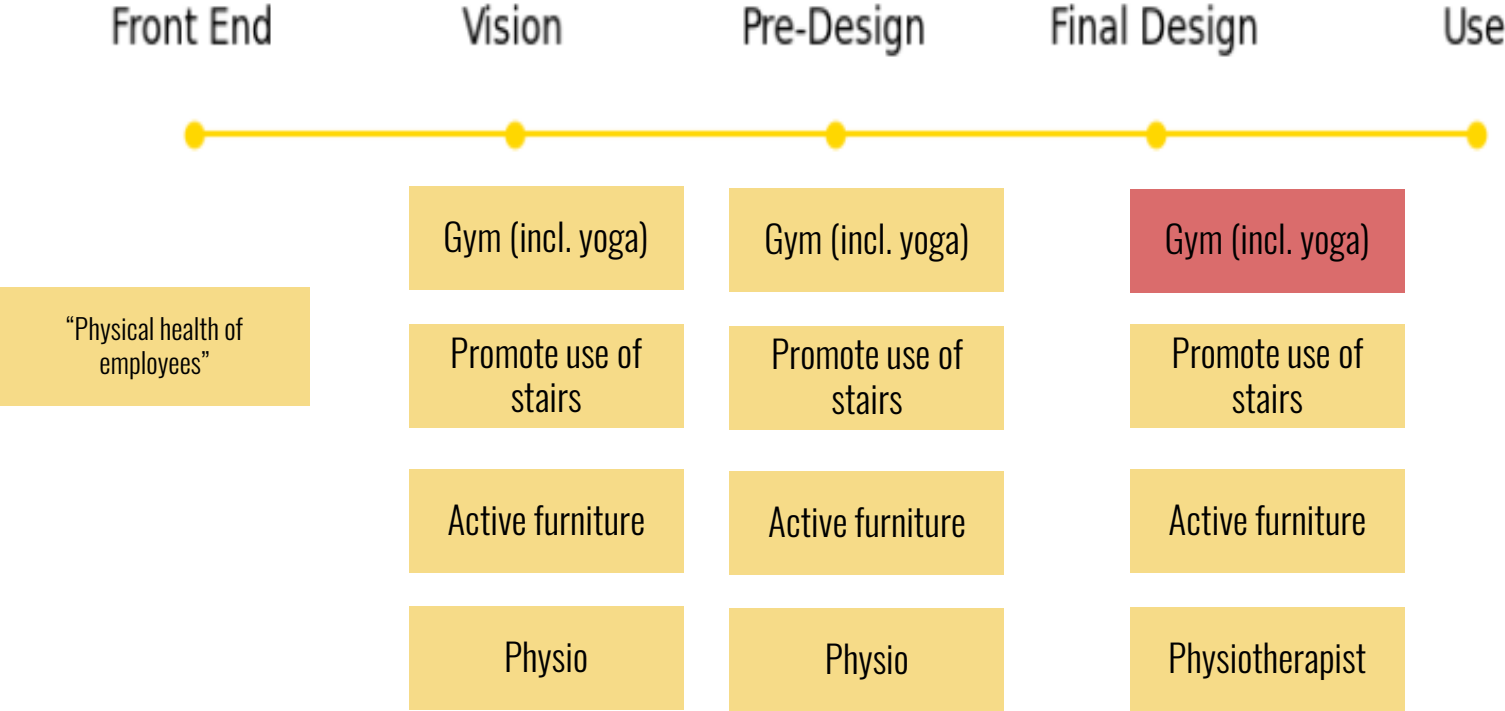 Front End
Vision
Pre-Design
Final Design
Use
“Physical health of
employees”
Gym (incl. yoga)
Promote use of
stairs
Active furniture
Physio
Gym (incl. yoga)
Promote use of
stairs
Active furniture
Physio
Gym (incl. yoga)
Promote use of
stairs
Active furniture
Physiotherapist